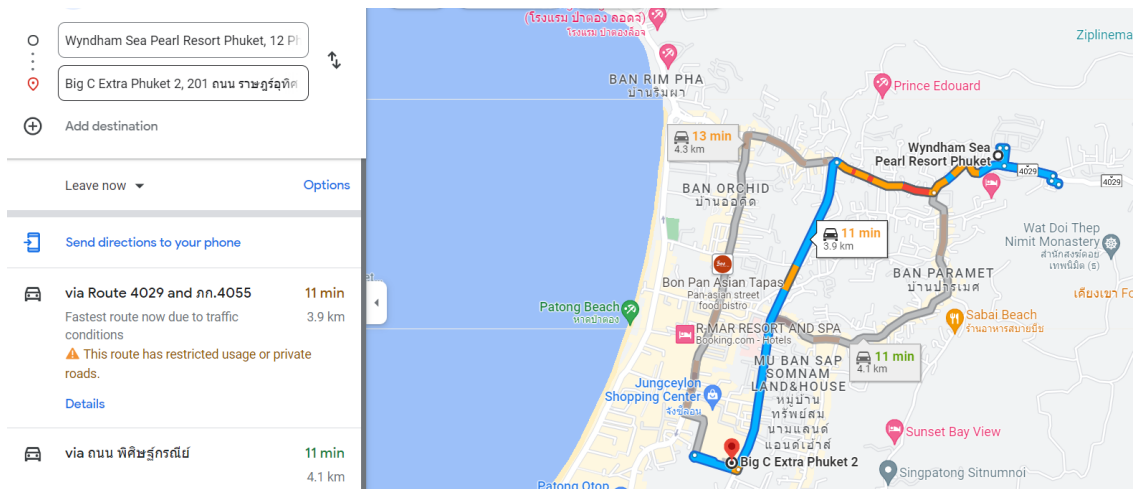 Wyndham Sea Pearl Resort Phuket, 12 Ph
Big C Extra Phuket 2, 201 ถนน ราษฎร์อุทิศ
Add destination
Leave now
Options
Send directions to your phone
via Route 4029 and ภก.4055
11 min
Fastest route now due to traffic
conditions
3.9 km
This route has restricted usage or private
roads.
Details
via ถนน พิศิษฐ์กรณีย์
11 min
4.1 km
(โรงแรม ป่าตอง ลอดจ์)
โรงแรม ป่าตองล็อจ
Ziplinema
BAN RIM PHA
บ้านริมผา
Prince Edouard
13 min
4.3 km
Wyndham Sea
Pearl Resort Phuket
4029
4029
BAN ORCHID
บ้านออคิด
11 min
3.9 km
Wat Doi Thep
Nimit Monastery
สำนักสงฆ์ดอย
เทพนิมิต (ธ)
BAN PARAMET
บ้านปารเมศ
Bon Pan Asian Tapas
Pan-asian street
food bistro
เคียงเขา Fo
Patong Beach
หาดป่าตอง
Sabai Beach
ร้านอาหารสบายบีช
R-MAR RESORT AND SPA
Booking.com - Hotels
11 min
4.1 km
MU BAN SAP
SOMNAM
LAND&HOUSE
หมู่บ้าน
ทรัพย์สม
นามแลนด์
แอนด์เฮ้าส์
Jungceylon
Shopping Center
จังซีลอน
Sunset Bay View
Big C Extra Phuket 2
Singpatong Sitnumnoi
Patong Otop